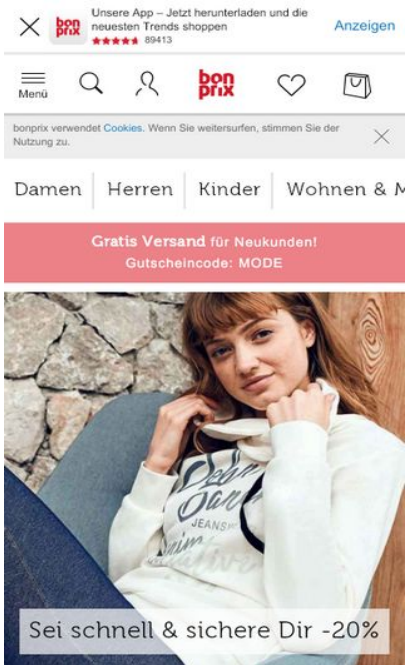 Unsere App – Jetzt herunterladen und die
neuesten Trends shoppen
89413
Anzeigen
bon
prix
Menü
bon
prix
bonprix verwendet Cookies. Wenn Sie weitersurfen, stimmen Sie der
Nutzung zu.
Damen Herren Kinder Wohnen & M
Gratis Versand für Neukunden!
Gutscheincode: MODE
JEANSW
Sei schnell & sichere Dir -20%